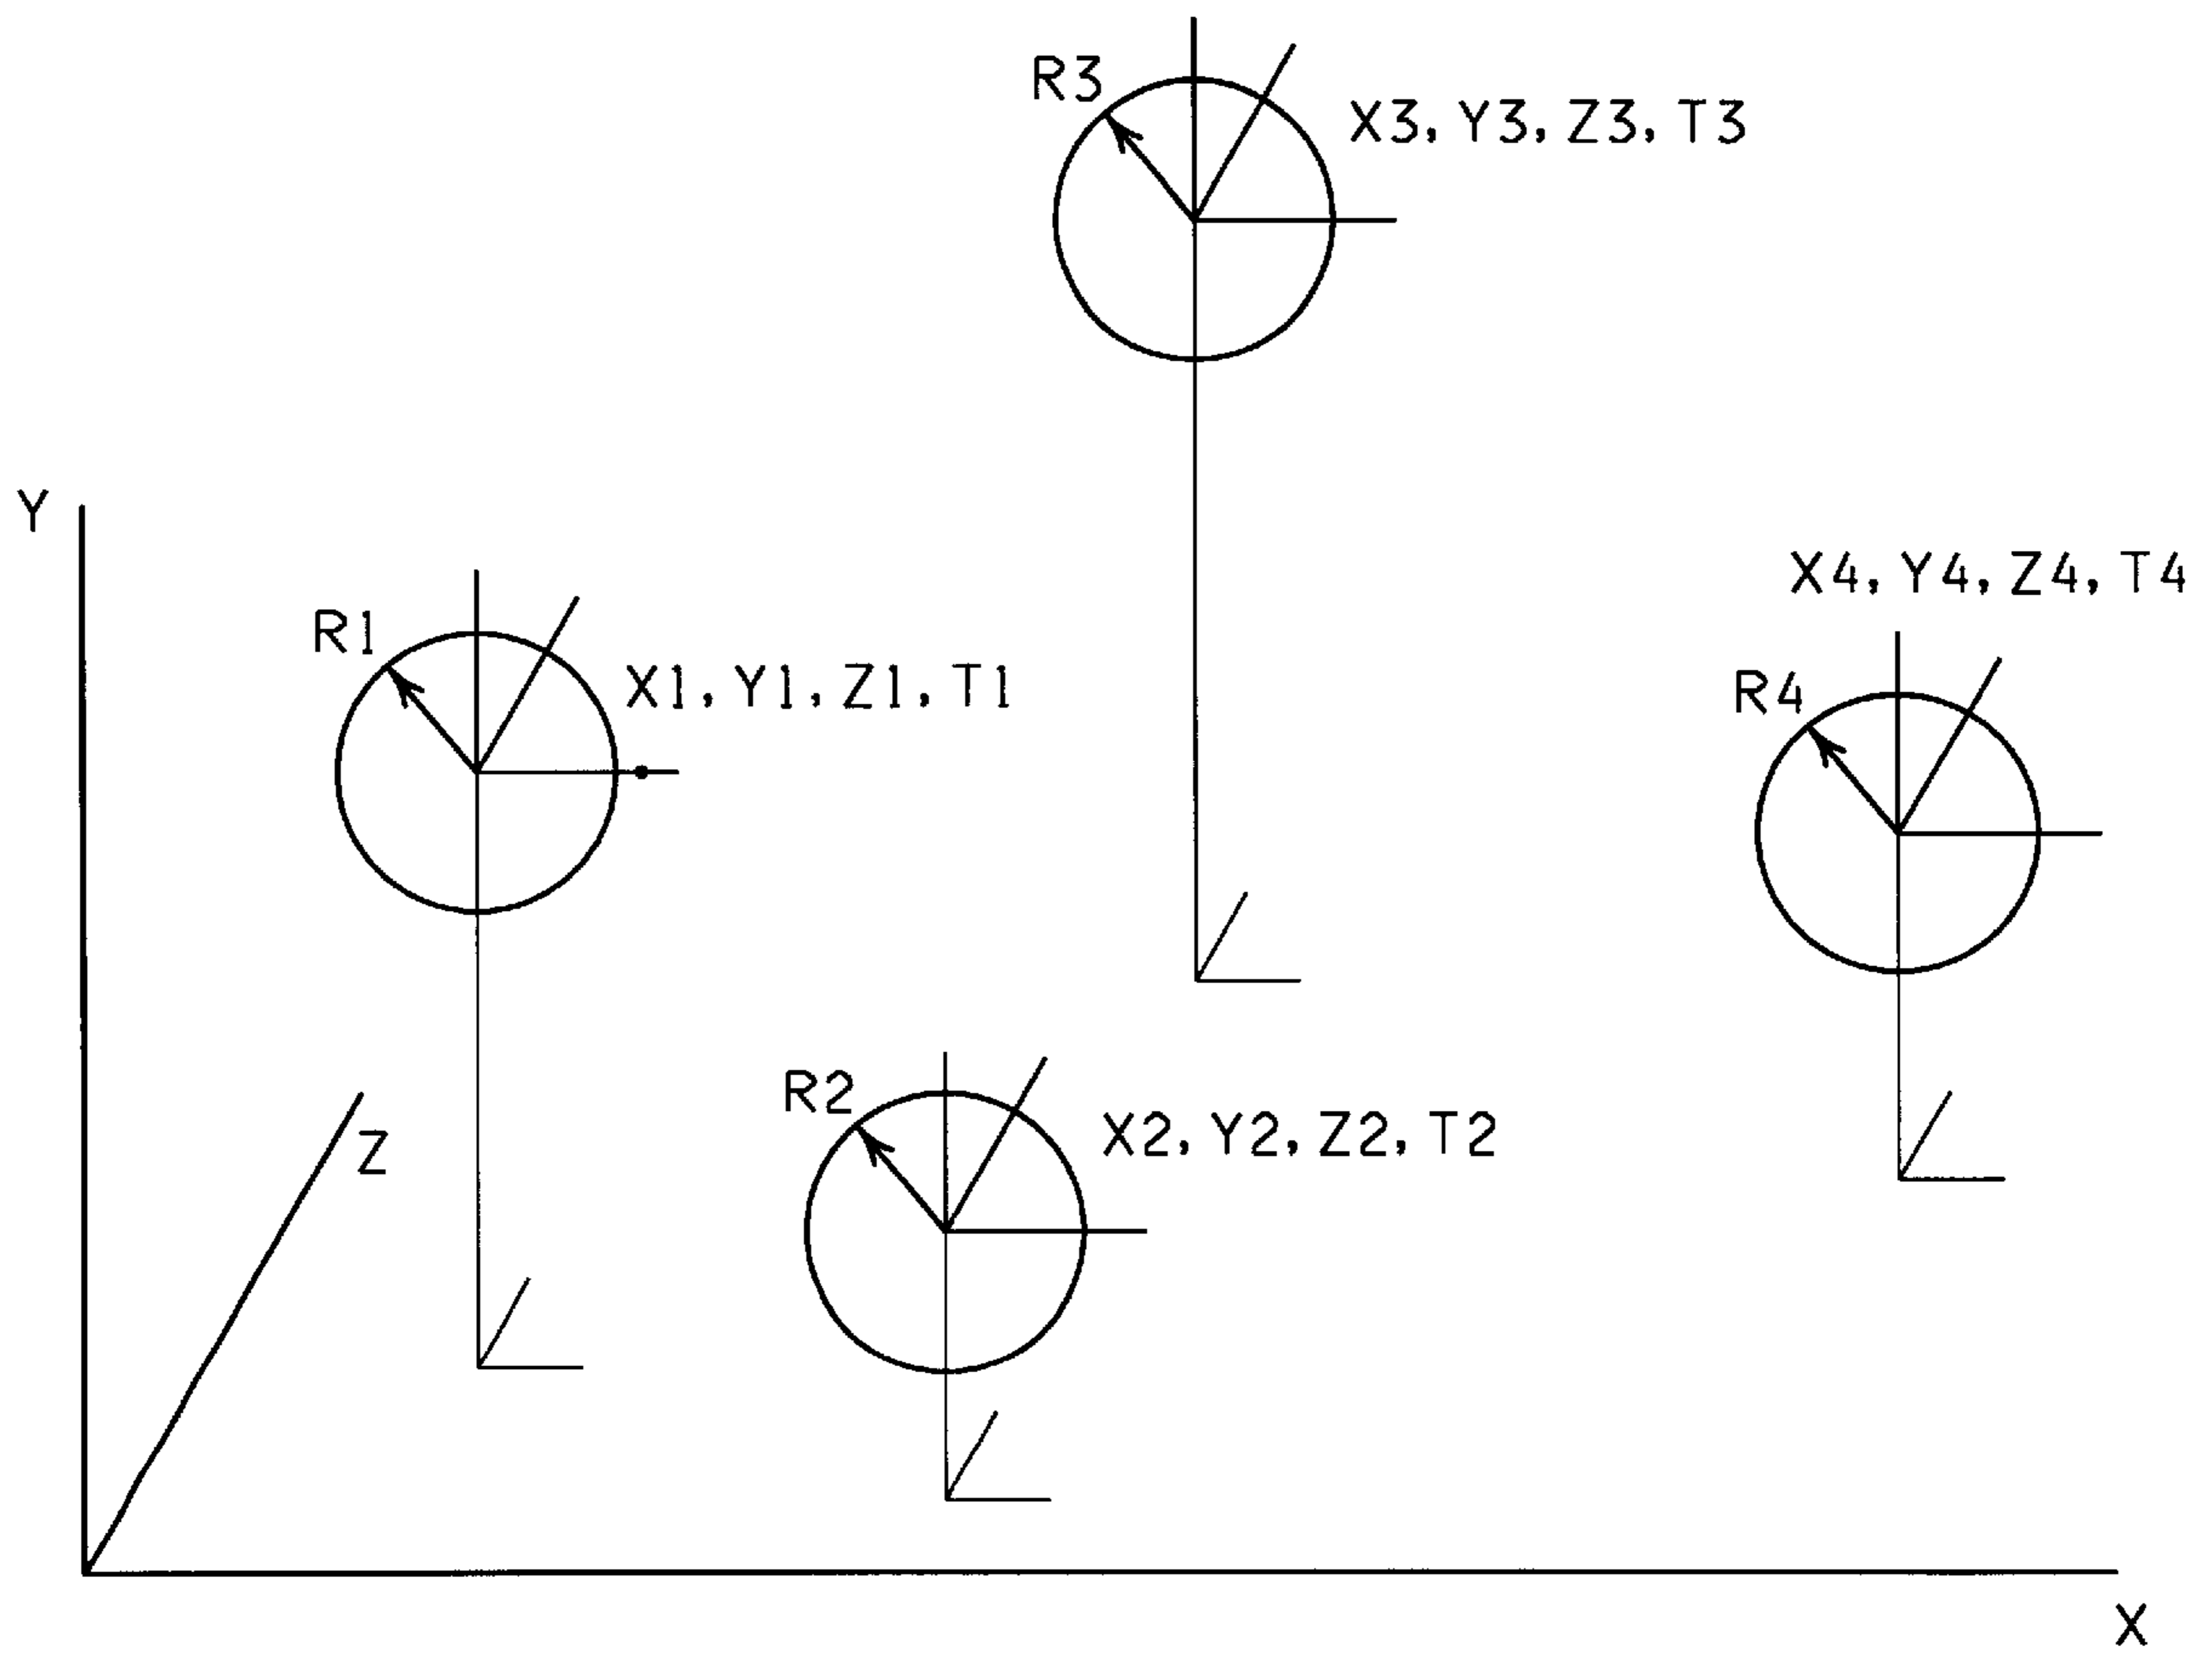 R3
X3, Y3, Z3, T3
Y
X4, Y4, Z4, T4
R1
X1, Y1, Z1, T1
R4
R2
X2, Y2, Z2, T2
Z
X